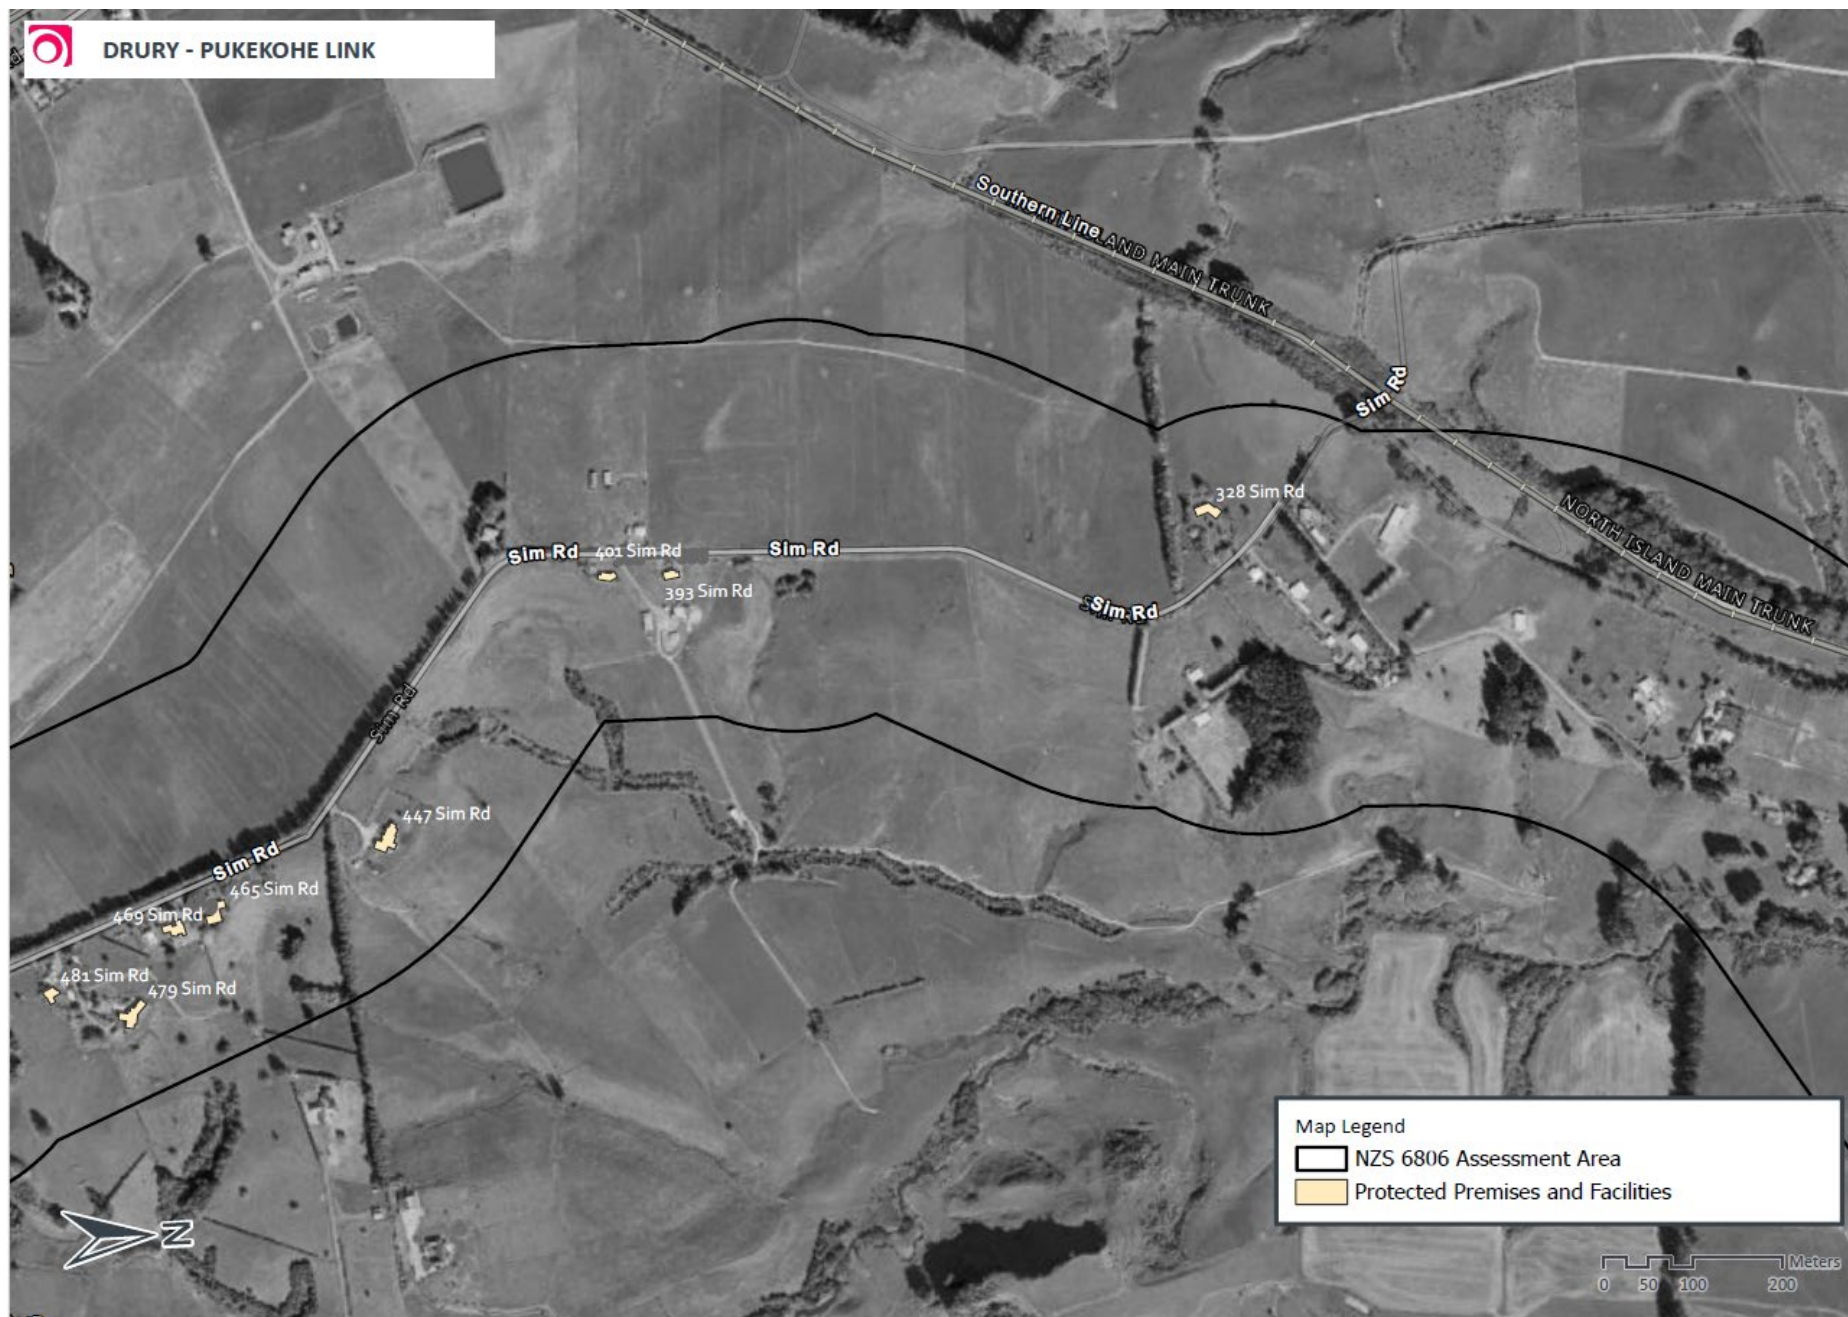 DRURY - PUKEKOHE LINK
Southern Line
LAND MAIN TRUNK
Sim Rd
328 Sim Rd
NORTH ISLAND MAIN TRUNK
Sim Rd
401 Sim Rd
Sim Rd
393 Sim Rd
Sim Rd
Sim Rd
447 Sim Rd
Sim Rd
465 Sim Rd
469 Sim Rd
481 Sim Rd
479 Sim Rd
Map Legend
NZS 6806 Assessment Area
Protected Premises and Facilities
N
Meters
0 50 100 200